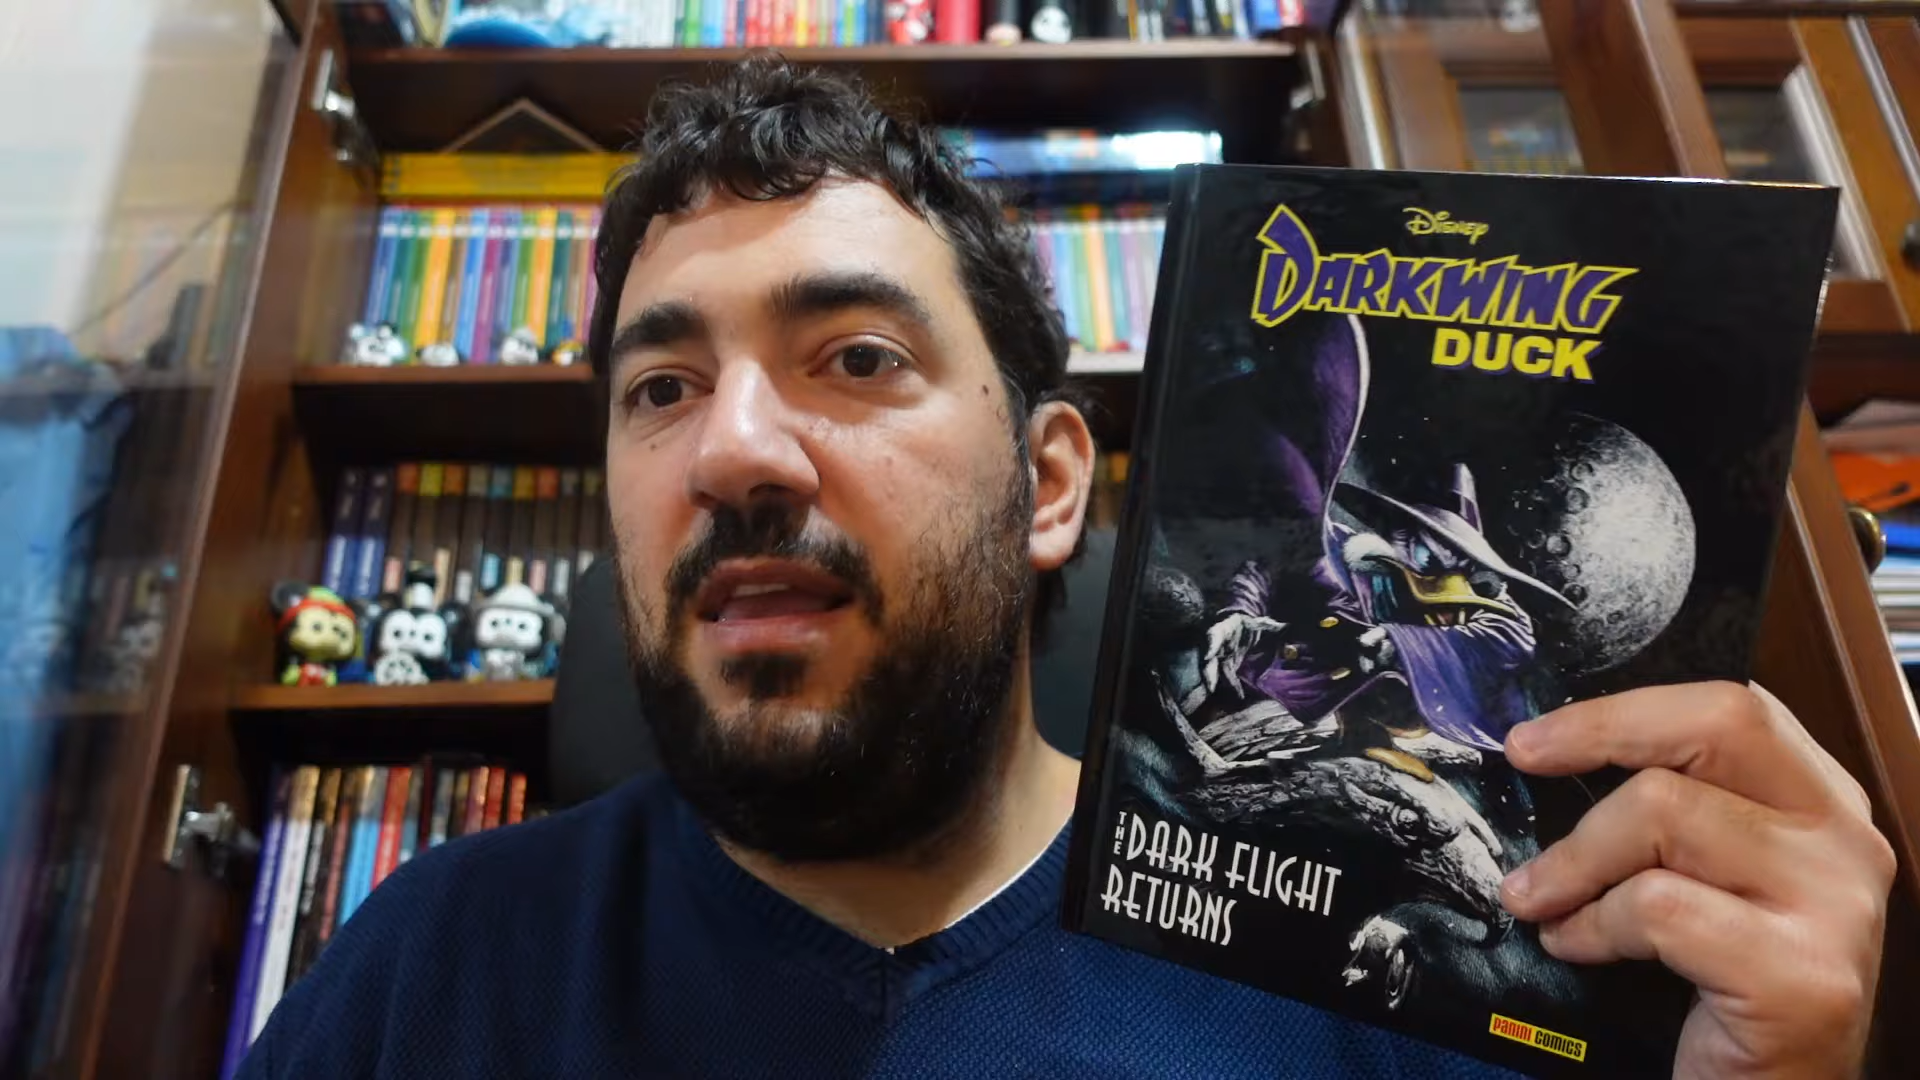 Disney
DARKWING
DUCK
THE DARK FLIGHT
RETURNS
PANINI COMICS